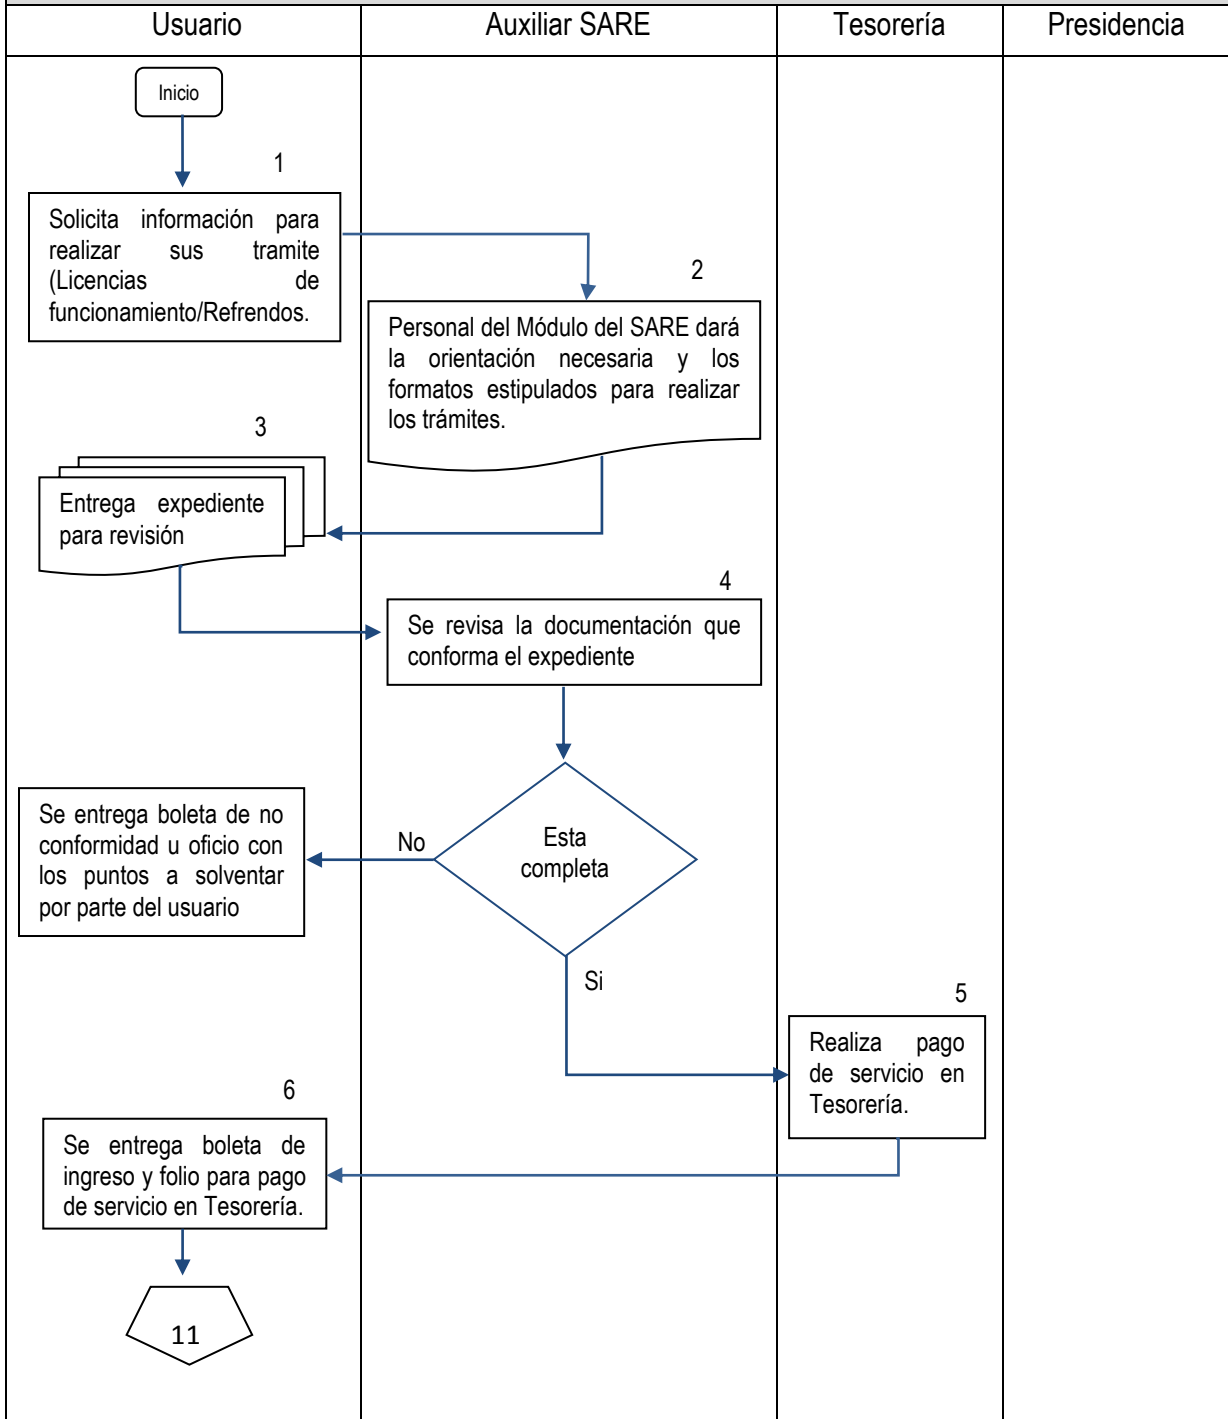 Usuario
Auxiliar SARE
Tesorería
Presidencia
Inicio
1
Solicita información para
realizar sus tramite
(Licencias de
funcionamiento/Refrendos.
2
Personal del Módulo del SARE dará
la orientación necesaria y los
formatos estipulados para realizar
los trámites.
3
Entrega expediente
para revisión
4
Se revisa la documentación que
conforma el expediente
Esta
completa
No
Se entrega boleta de no
conformidad u oficio con
los puntos a solventar
por parte del usuario
Si
5
Realiza pago
de servicio en
Tesorería.
6
Se entrega boleta de
ingreso y folio para pago
de servicio en Tesorería.
11